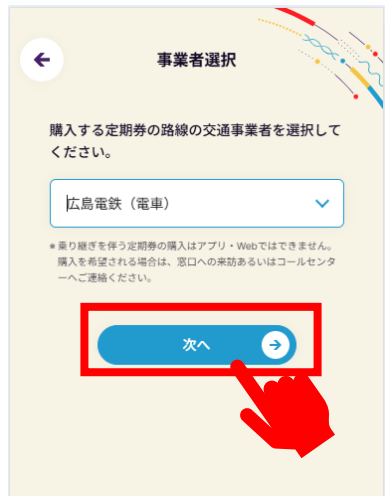 事業者選択
購入する定期券の路線の交通事業者を選択して
ください。
広島電鉄（電車）
※乗り継ぎを伴う定期券の購入はアプリ・Webではできません。
購入を希望される場合は、窓口への来訪あるいはコールセンタ
ーへご連絡ください。
次へ